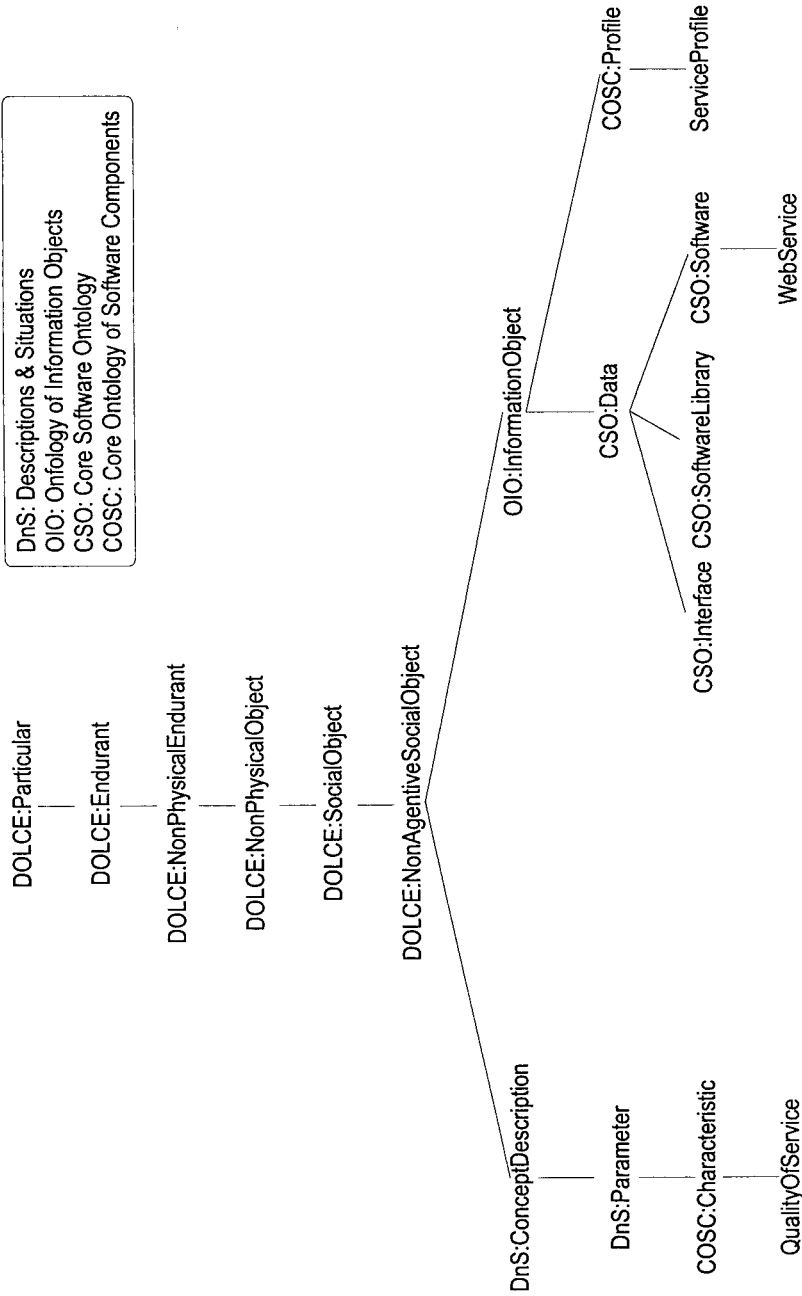 DnS: Descriptions & Situations
OIO: Onfology of Information Objects
CSO: Core Software Ontology
COSC: Core Ontology of Software Components
DOLCE:Particular
DOLCE:Endurant
DOLCE:NonPhysicalEndurant
DOLCE:NonPhysicalObject
DOLCE:SocialObject
DOLCE:NonAgentiveSocialObject
DnS:ConceptDescription
OIO:InformationObject
DnS:Parameter
CSO:Data
COSC:Profile
COSC:Characteristic
CSO:Interface
CSO:SoftwareLibrary
CSO:Software
ServiceProfile
QualityOfService
WebService